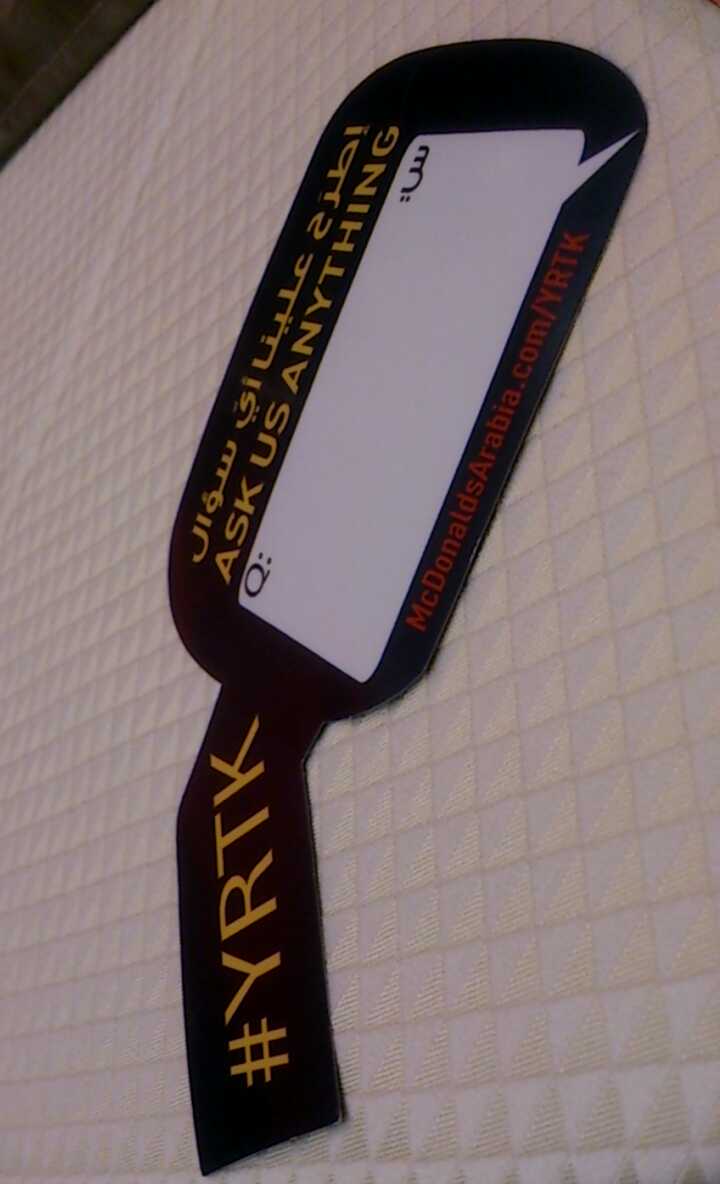 إطرح علينا أي سؤال
ASK US ANYTHING
س:
Q:
McDonaldsArabia.com/YRTK
#YRTK